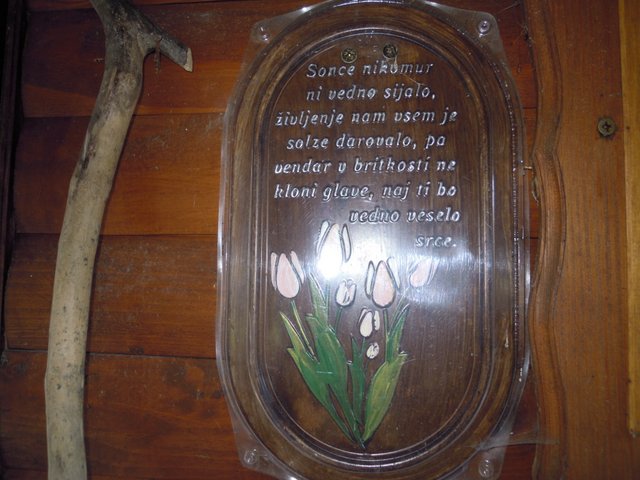 Sonce nikomur
ni vedno sijalo,
življenje nam vsem je
solze darovalo, pa
vendar v britkosti ne
kloni glave, naj ti bo
vedno veselo
srce.